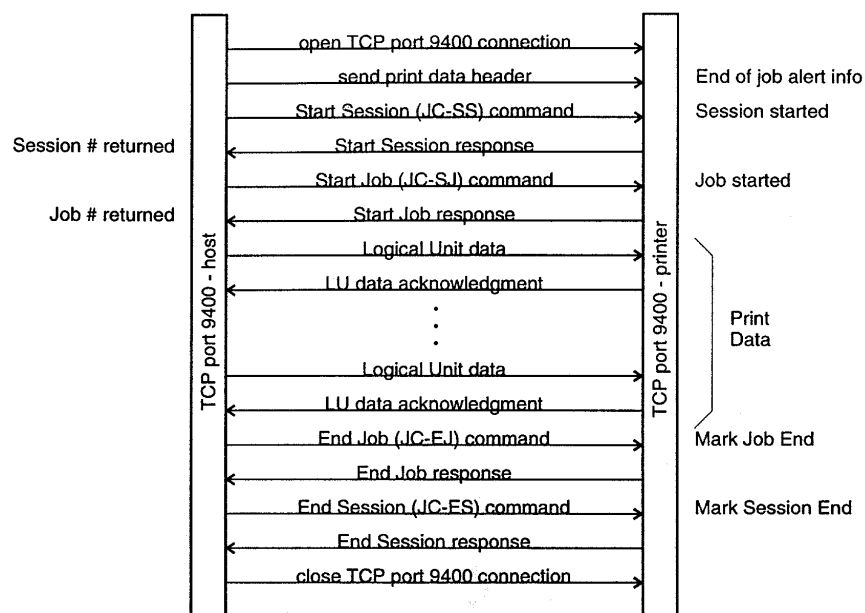 open TCP port 9400 connection
send print data header
End of job alert info
Start Session (JC-SS) command
Session started
Session # returned
Start Session response
Start Job (JC-SJ) command
Job started
Job # returned
Start Job response
Logical Unit data
LU data acknowledgment
TCP port 9400 - host
TCP port 9400 - printer
Print
Data
Logical Unit data
LU data acknowledgment
End Job (JC-EJ) command
Mark Job End
End Job response
End Session (JC-ES) command
Mark Session End
End Session response
close TCP port 9400 connection